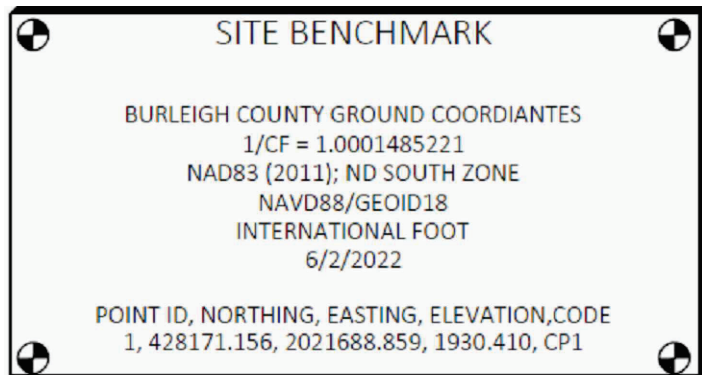 SITE BENCHMARK
BURLEIGH COUNTY GROUND COORDIANTES
1/CF = 1.0001485221
NAD83 (2011); ND SOUTH ZONE
NAVD88/GEOID18
INTERNATIONAL FOOT
6/2/2022
POINT ID, NORTHING, EASTING, ELEVATION,CODE
1, 428171.156, 2021688.859, 1930.410, CP1